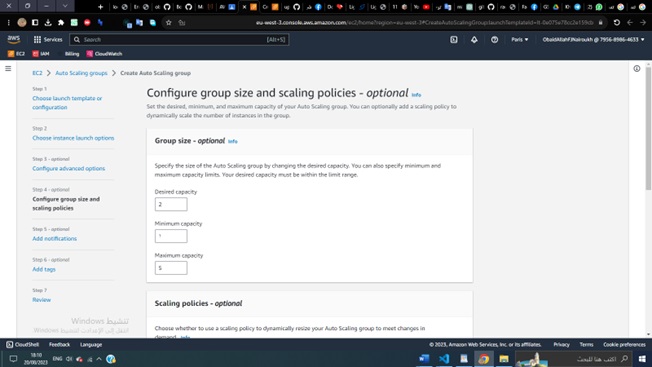 eu-west-3.console.aws.amazon.com/ec2/home?region=eu-west-3#CreateAutoScalingGroup:launchTemplateId=lt-0a075e78cc2e159cb
aws
Services
Search
[Alt+S]
Paris
EC2
IAM
Billing
CloudWatch
EC2 > Auto Scaling groups > Create Auto Scaling group
Step 1
Choose launch template or
configuration
Step 2
Choose instance launch options
Step 3 - optional
Configure advanced options
Step 4 - optional
Configure group size and
scaling policies
Step 5 - optional
Add notifications
Step 6 - optional
Add tags
Step 7
Review
Configure group size and scaling policies - optional Info
Set the desired, minimum, and maximum capacity of your Auto Scaling group. You can optionally add a scaling policy to
dynamically scale the number of instances in the group.
Group size - optional Info
Specify the size of the Auto Scaling group by changing the desired capacity. You can also specify minimum and
maximum capacity limits. Your desired capacity must be within the limit range.
Desired capacity
2
Minimum capacity
1
Maximum capacity
5
Scaling policies - optional
Choose whether to use a scaling policy to dynamically resize your Auto Scaling group to meet changes in
demand. Info
تنشيط Windows
CloudShell Feedback Language
© 2023, Amazon Web Services, Inc. or its affiliates. Privacy Terms Cookie preferences
18:10
20/09/2023
ENG
اكتب هنا للبحث